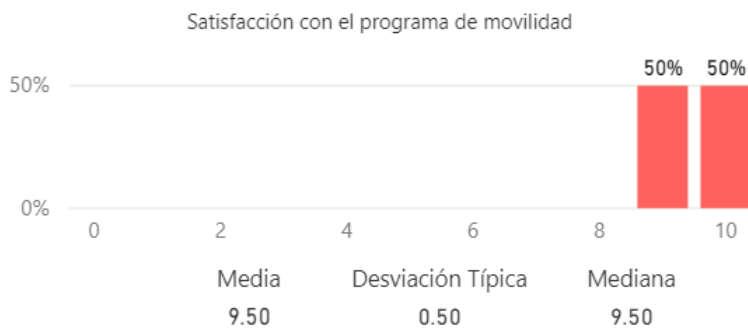 Satisfacción con el programa de movilidad
50% 50%
50%
0%
0 2 4 6 8 10
Media Desviación Típica Mediana
9.50 0.50 9.50